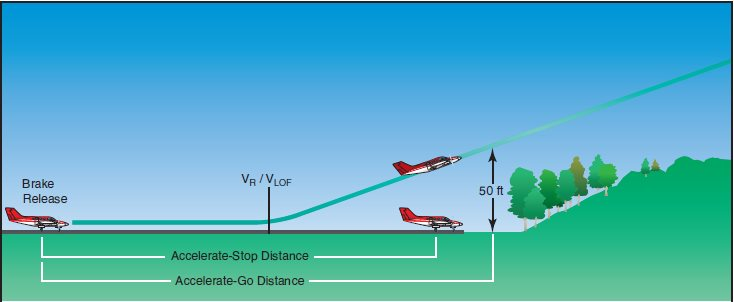 Brake
Release
VR / VLOF
50 ft
Accelerate-Stop Distance
Accelerate-Go Distance